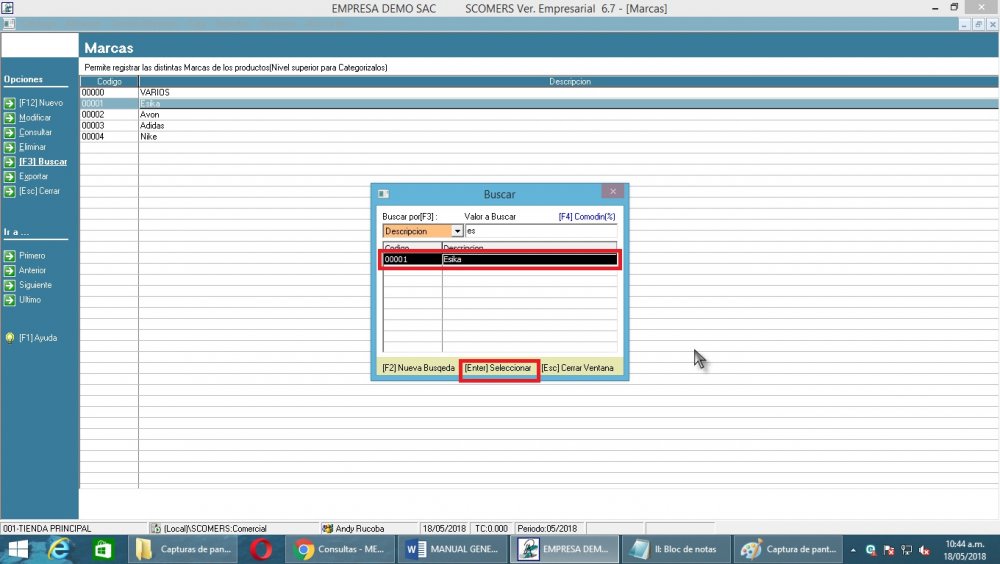 EMPRESA DEMO SAC SCOMERS Ver. Empresarial 6.7 - [Marcas]
Marcas
Permite registrar las distintas Marcas de los productos(Nivel superior para Categorizalos)
Opciones
[F12] Nuevo
Modificar
Consultar
Eliminar
[F3] Buscar
Exportar
[Esc] Cerrar
Ir a ...
Primero
Anterior
Siguiente
Ultimo
[F1] Ayuda
Codigo Descripcion
00000 VARIOS
00001 Esika
00002 Avon
00003 Adidas
00004 Nike
Buscar
Buscar por[F3] : Valor a Buscar [F4] Comodin(%)
Descripcion es
Codigo Descripcion
00001 Esika
[F2] Nueva Busqeda [Enter] Seleccionar [Esc] Cerrar Ventana
001-TIENDA PRINCIPAL (Local)\SCOMERS:Comercial Andy Rucoba 18/05/2018 TC:0.000 Periodo:05/2018
Capturas de pan... Consultas - ME... MANUAL GENE... EMPRESA DEM... II: Bloc de notas Captura de pant... 10:44 a.m.
18/05/2018